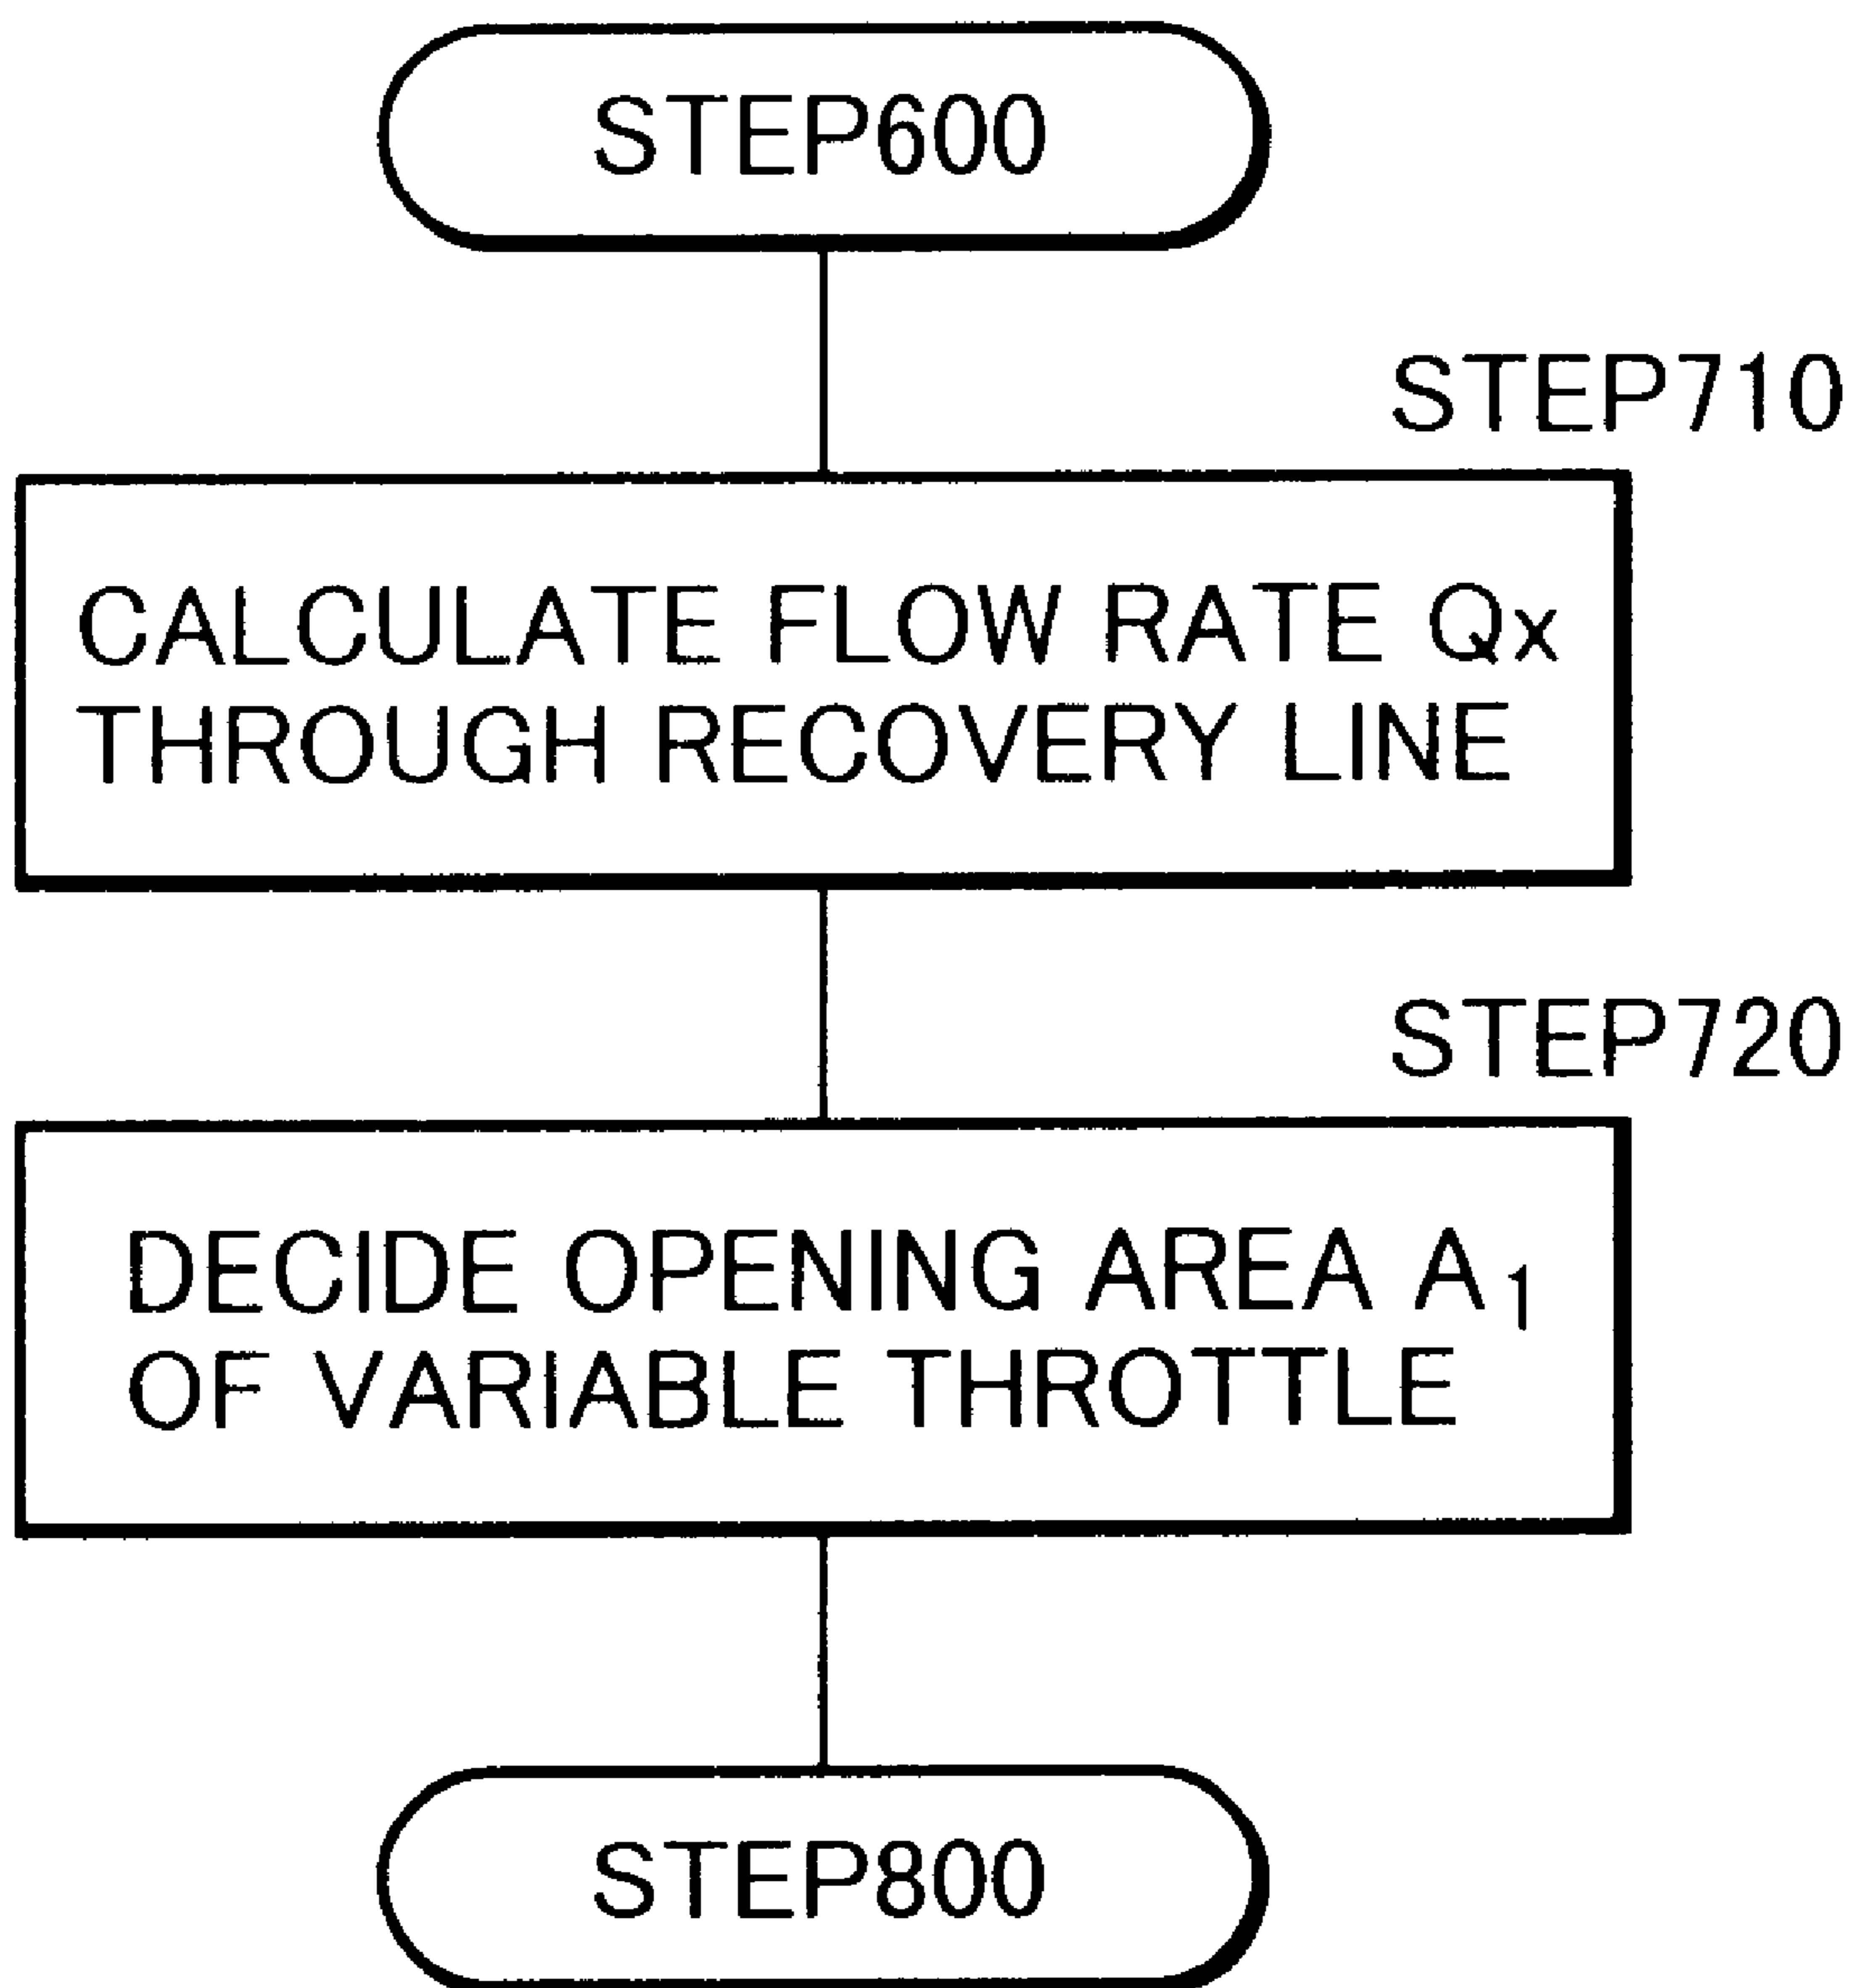 STEP600
STEP710
CALCULATE FLOW RATE Qx
THROUGH RECOVERY LINE
STEP720
DECIDE OPENING AREA A₁
OF VARIABLE THROTTLE
STEP800